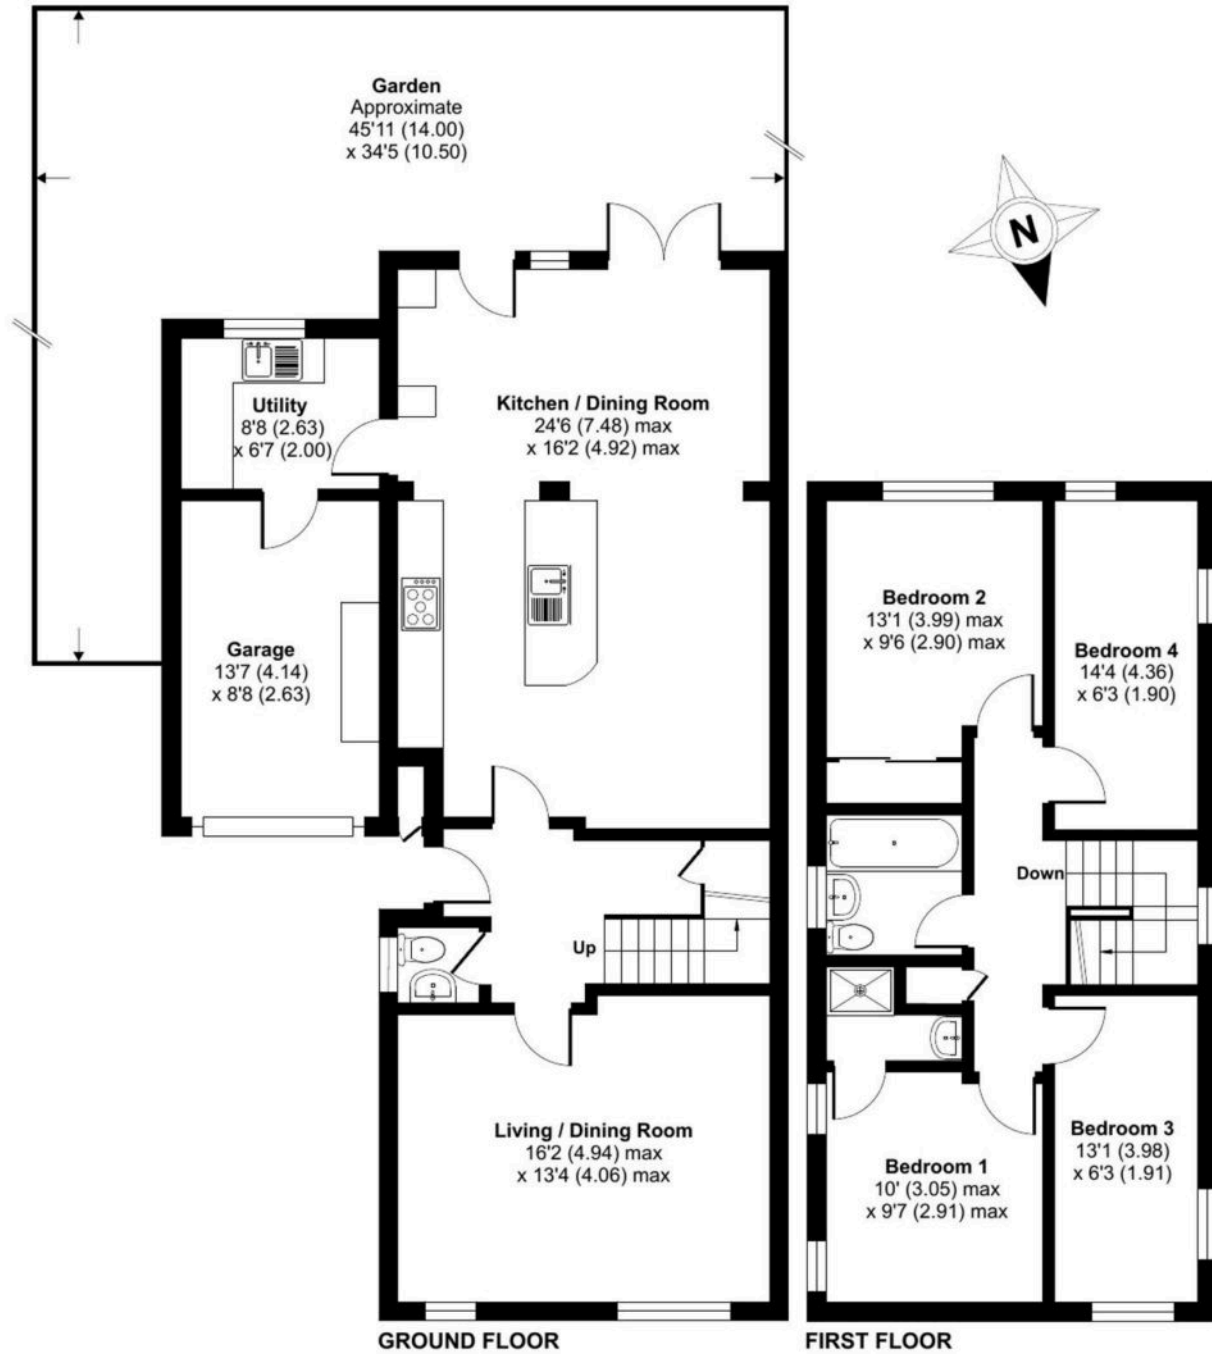 Garden
Approximate
45'11 (14.00)
x 34'5 (10.50)
N
Kitchen / Dining Room
24'6 (7.48) max
x 16'2 (4.92) max
Utility
8'8 (2.63)
x 6'7 (2.00)
Garage
13'7 (4.14)
x 8'8 (2.63)
Up
Living / Dining Room
16'2 (4.94) max
x 13'4 (4.06) max
GROUND FLOOR
Bedroom 2
13'1 (3.99) max
x 9'6 (2.90) max
Bedroom 4
14'4 (4.36)
x 6'3 (1.90)
Down
Bedroom 3
13'1 (3.98)
x 6'3 (1.91)
Bedroom 1
10' (3.05) max
x 9'7 (2.91) max
FIRST FLOOR